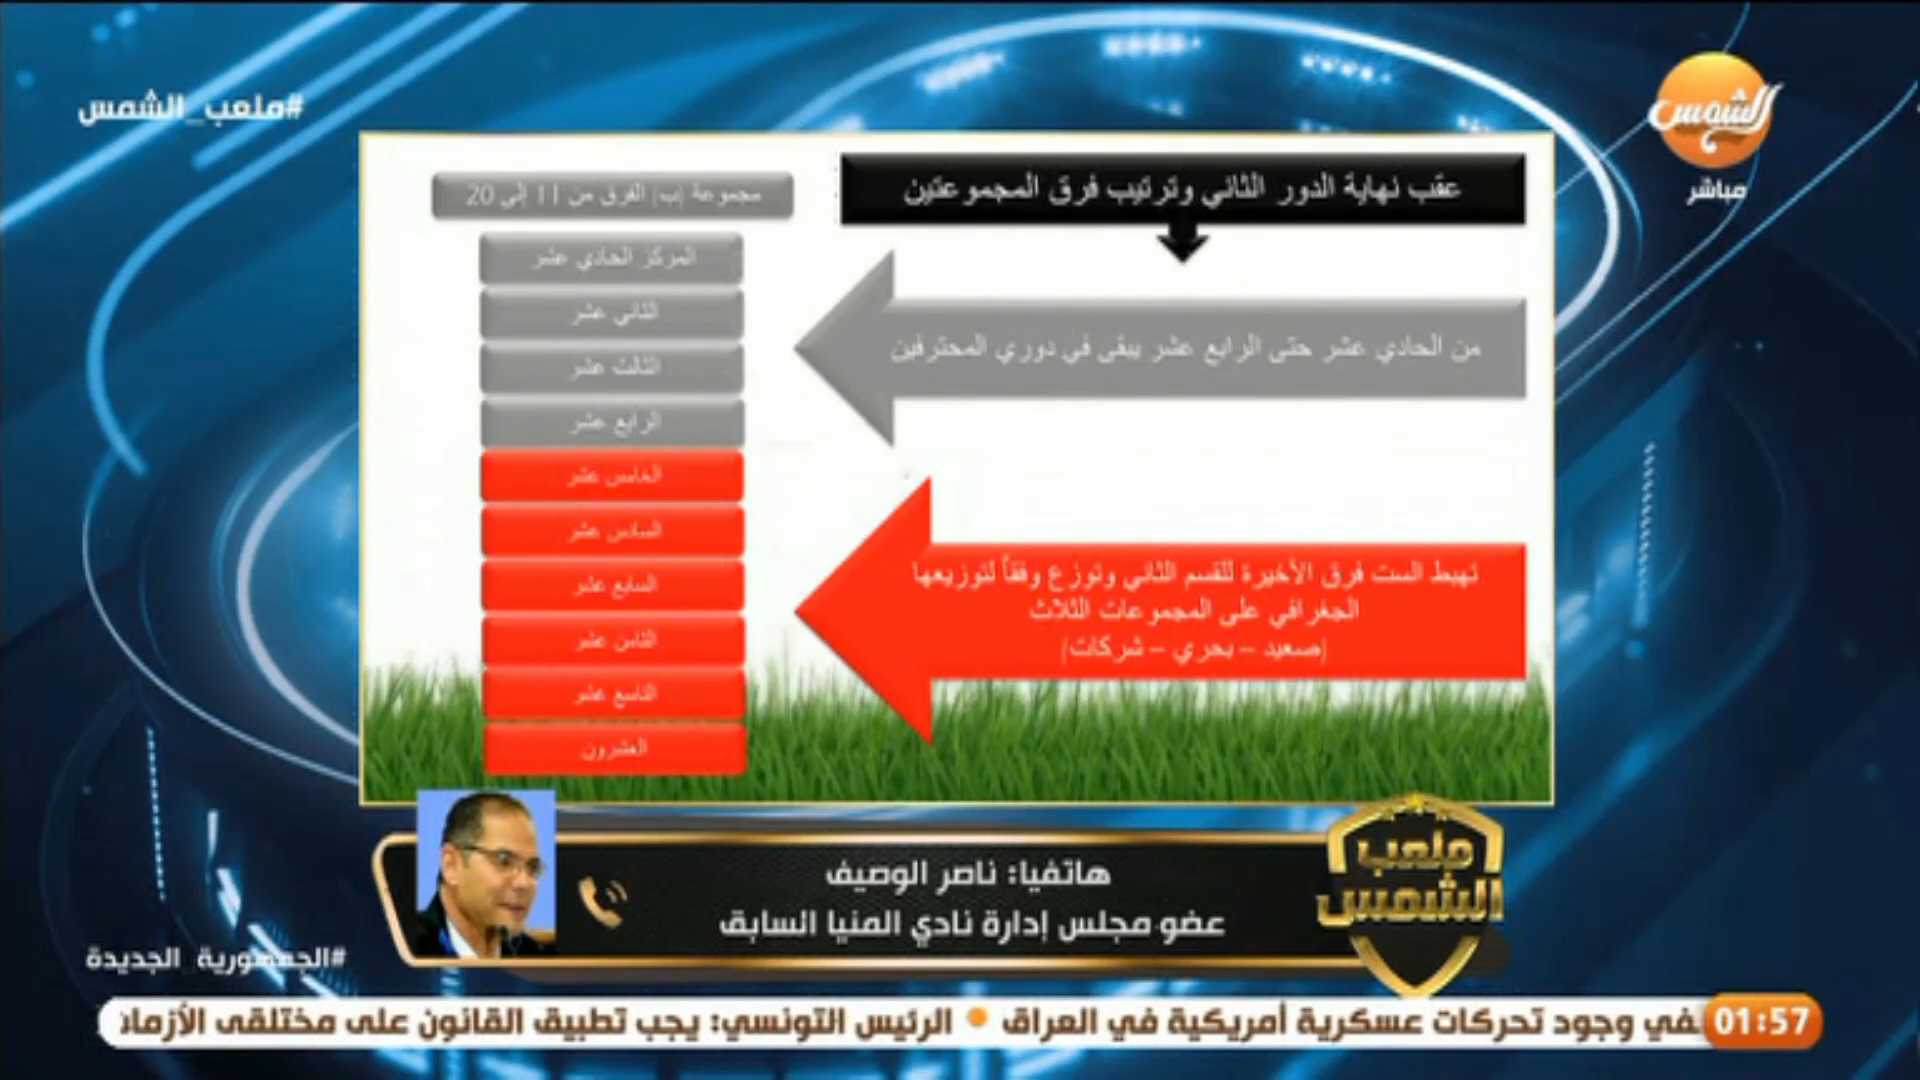 #ملعب_الشمس
الشمس
مباشر
عقب نهاية الدور الثاني وترتيب فرق المجموعتين
مجموعة (ب) الفرق من 11 إلى 20
المركز الحادي عشر
الثاني عشر
الثالث عشر
الرابع عشر
الخامس عشر
السادس عشر
السابع عشر
الثامن عشر
التاسع عشر
العشرون
من الحادي عشر حتى الرابع عشر يبقى في دوري المحترفين
تهبط الست فرق الأخيرة للقسم الثاني وتوزع وفقاً لتوزيعها
الجغرافي على المجموعات الثلاث
(صعيد – بحري – شركات)
هاتفيا: ناصر الوصيف
عضو مجلس إدارة نادي المنيا السابق
ملعب
الشمس
#الجمهورية الجديدة
01:57 وجود تحركات عسكرية أمريكية في العراق • الرئيس التونسي: يجب تطبيق القانون على مختلقى